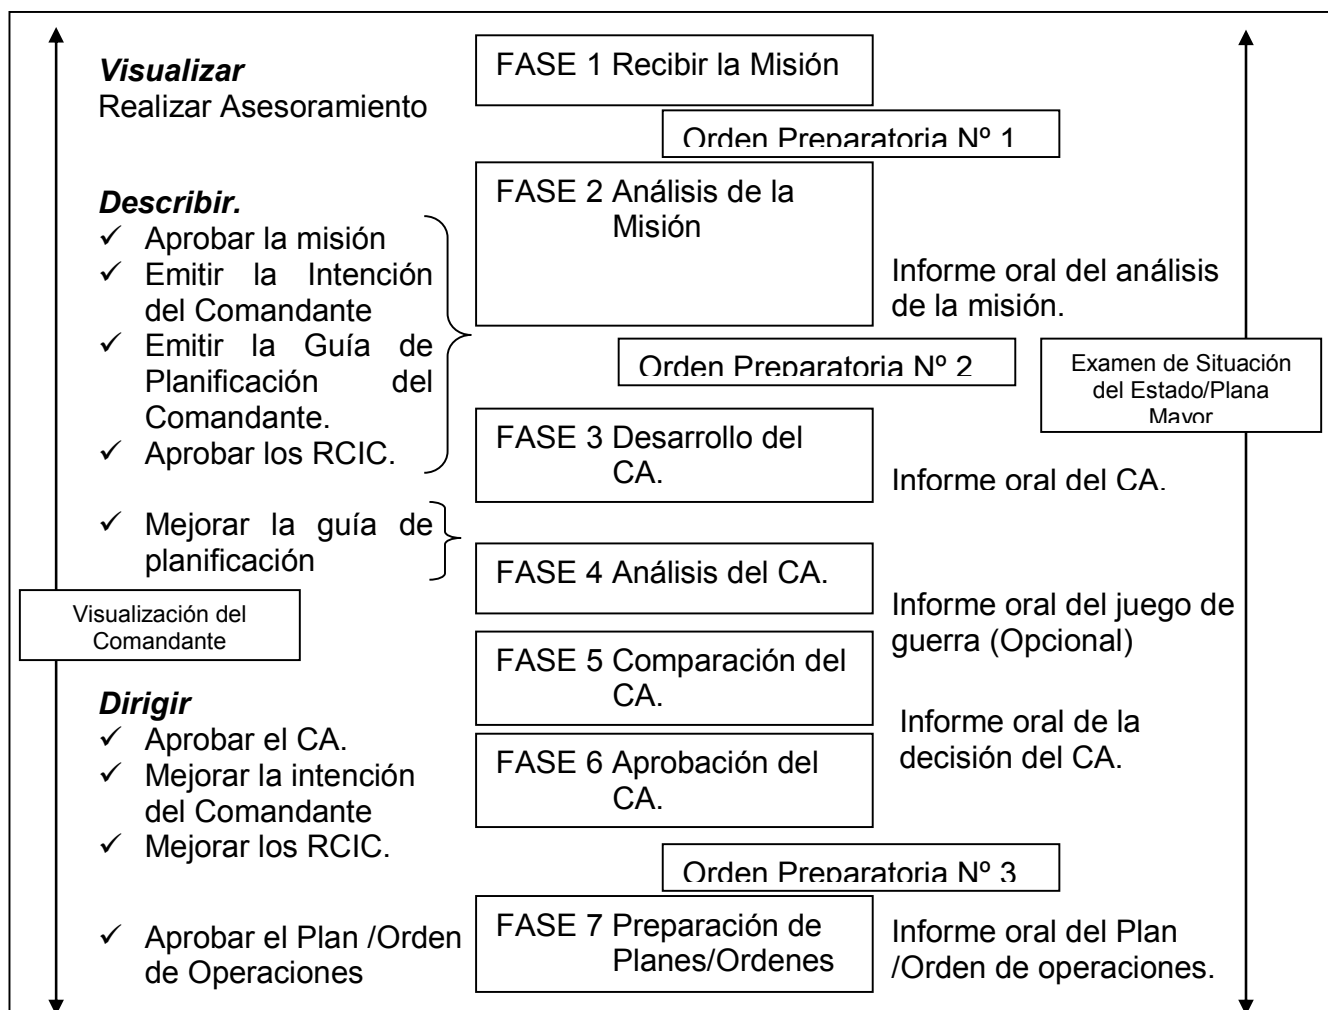 Visualizar
Realizar Asesoramiento
FASE 1 Recibir la Misión
Orden Preparatoria Nº 1
Describir.
✓ Aprobar la misión
✓ Emitir la Intención
del Comandante
✓ Emitir la Guía de
Planificación del
Comandante.
✓ Aprobar los RCIC.
FASE 2 Análisis de la
Misión
Informe oral del análisis
de la misión.
Orden Preparatoria Nº 2
Examen de Situación
del Estado/Plana
Mayor
FASE 3 Desarrollo del
CA.
Informe oral del CA.
✓ Mejorar la guía de
planificación
FASE 4 Análisis del CA.
Visualización del
Comandante
Informe oral del juego de
guerra (Opcional)
FASE 5 Comparación del
CA.
Dirigir
✓ Aprobar el CA.
✓ Mejorar la intención
del Comandante
✓ Mejorar los RCIC.
Informe oral de la
decisión del CA.
FASE 6 Aprobación del
CA.
Orden Preparatoria Nº 3
✓ Aprobar el Plan /Orden
de Operaciones
FASE 7 Preparación de
Planes/Ordenes
Informe oral del Plan
/Orden de operaciones.